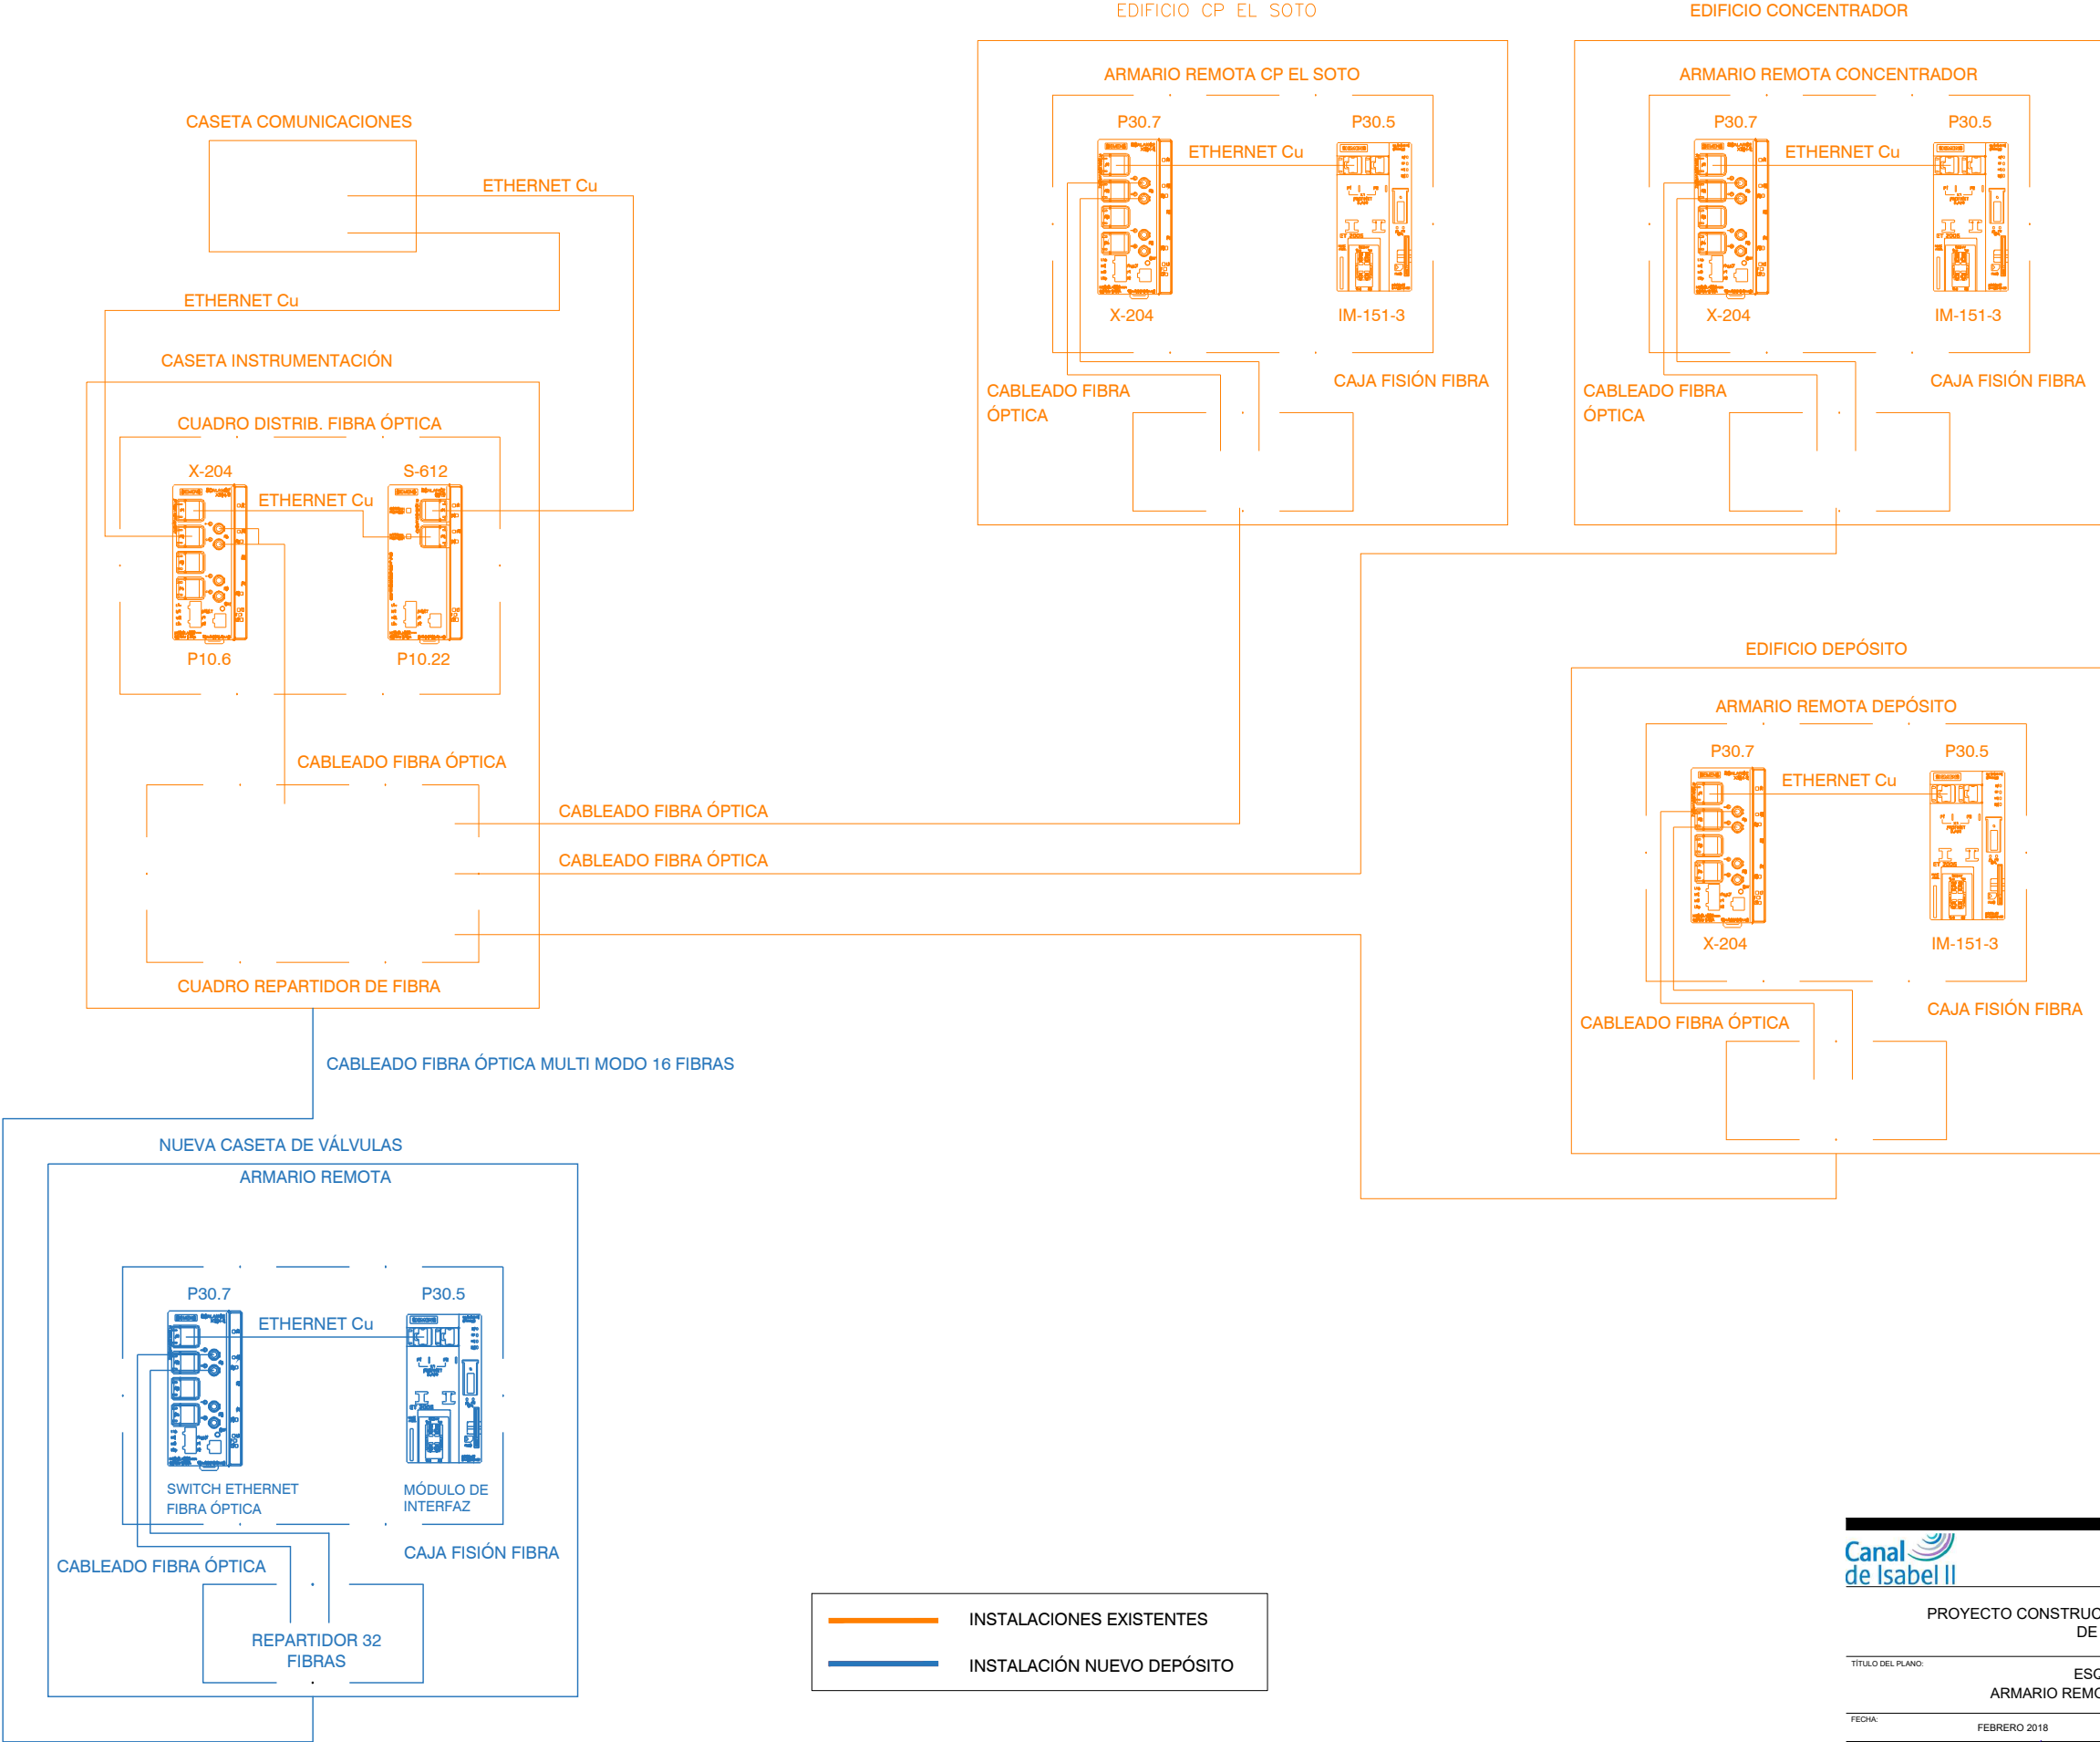 EDIFICIO CP EL SOTO
EDIFICIO CONCENTRADOR
ARMARIO REMOTA CP EL SOTO
ARMARIO REMOTA CONCENTRADOR
P30.7
P30.5
P30.7
P30.5
CASETA COMUNICACIONES
ETHERNET Cu
ETHERNET Cu
ETHERNET Cu
ETHERNET Cu
X-204
IM-151-3
X-204
IM-151-3
CASETA INSTRUMENTACIÓN
CABLEADO FIBRA
ÓPTICA
CAJA FISIÓN FIBRA
CABLEADO FIBRA
ÓPTICA
CAJA FISIÓN FIBRA
CUADRO DISTRIB. FIBRA ÓPTICA
X-204
S-612
ETHERNET Cu
P10.6
P10.22
EDIFICIO DEPÓSITO
ARMARIO REMOTA DEPÓSITO
P30.7
P30.5
ETHERNET Cu
X-204
IM-151-3
CABLEADO FIBRA ÓPTICA
CABLEADO FIBRA ÓPTICA
CABLEADO FIBRA ÓPTICA
CUADRO REPARTIDOR DE FIBRA
CAJA FISIÓN FIBRA
CABLEADO FIBRA ÓPTICA
CABLEADO FIBRA ÓPTICA MULTI MODO 16 FIBRAS
NUEVA CASETA DE VÁLVULAS
ARMARIO REMOTA
P30.7
P30.5
ETHERNET Cu
SWITCH ETHERNET
FIBRA ÓPTICA
MÓDULO DE
INTERFAZ
CAJA FISIÓN FIBRA
CABLEADO FIBRA ÓPTICA
REPARTIDOR 32
FIBRAS
INSTALACIONES EXISTENTES
INSTALACIÓN NUEVO DEPÓSITO
Canal
de Isabel II
PROYECTO CONSTRUC
DE
TÍTULO DEL PLANO:
ESQ
ARMARIO REMO
FECHA:
FEBRERO 2018